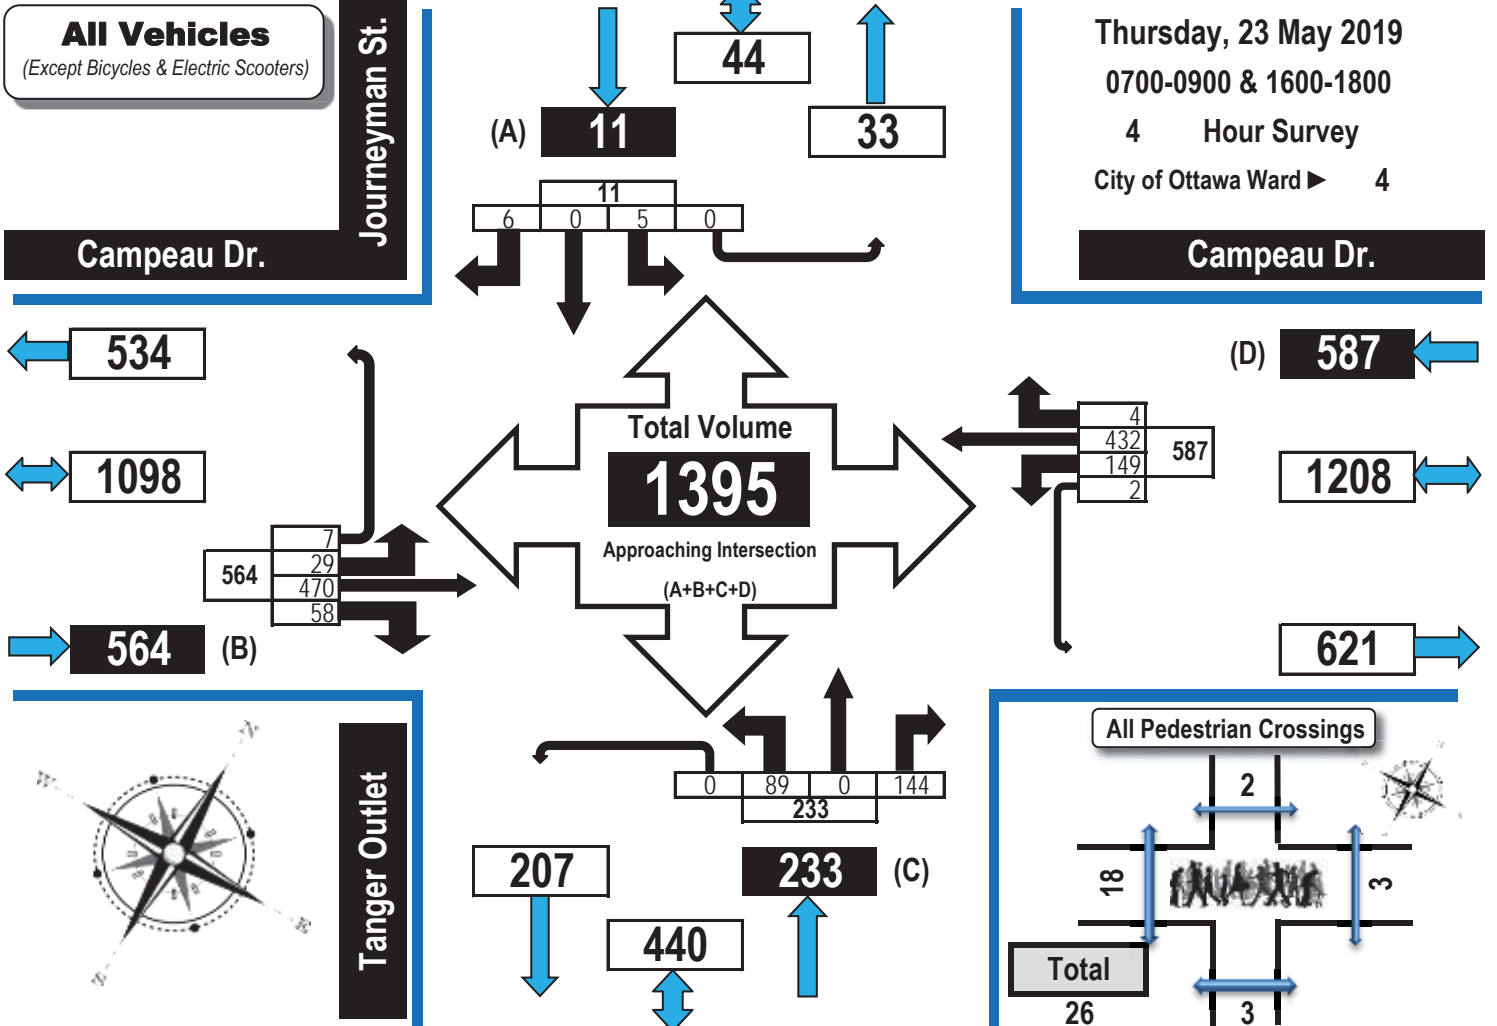 All Vehicles
(Except Bicycles & Electric Scooters)
Journeyman St.
Campeau Dr.
44
(A) 11
33
11
6 0 5 0
Thursday, 23 May 2019
0700-0900 & 1600-1800
4 Hour Survey
City of Ottawa Ward ► 4
Campeau Dr.
534
1098
7
29
470
58
564
564 (B)
Total Volume
1395
Approaching Intersection
(A+B+C+D)
(D) 587
4
432
149
2
587
1208
621
0 89 0 144
233
207
233 (C)
440
Tanger Outlet
N
W
E
S
All Pedestrian Crossings
2
18
3
Total
26
3